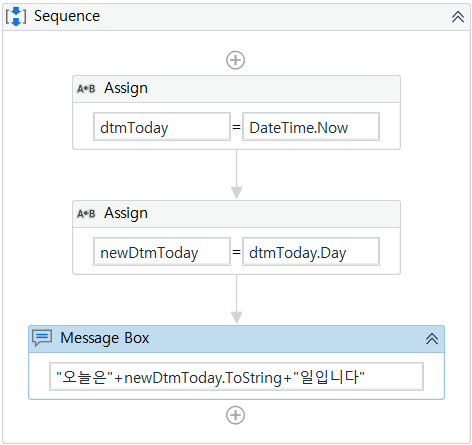 Sequence
A+B Assign
dtmToday = DateTime.Now
A+B Assign
newDtmToday = dtmToday.Day
Message Box
"오늘은"+newDtmToday.ToString+"일입니다"